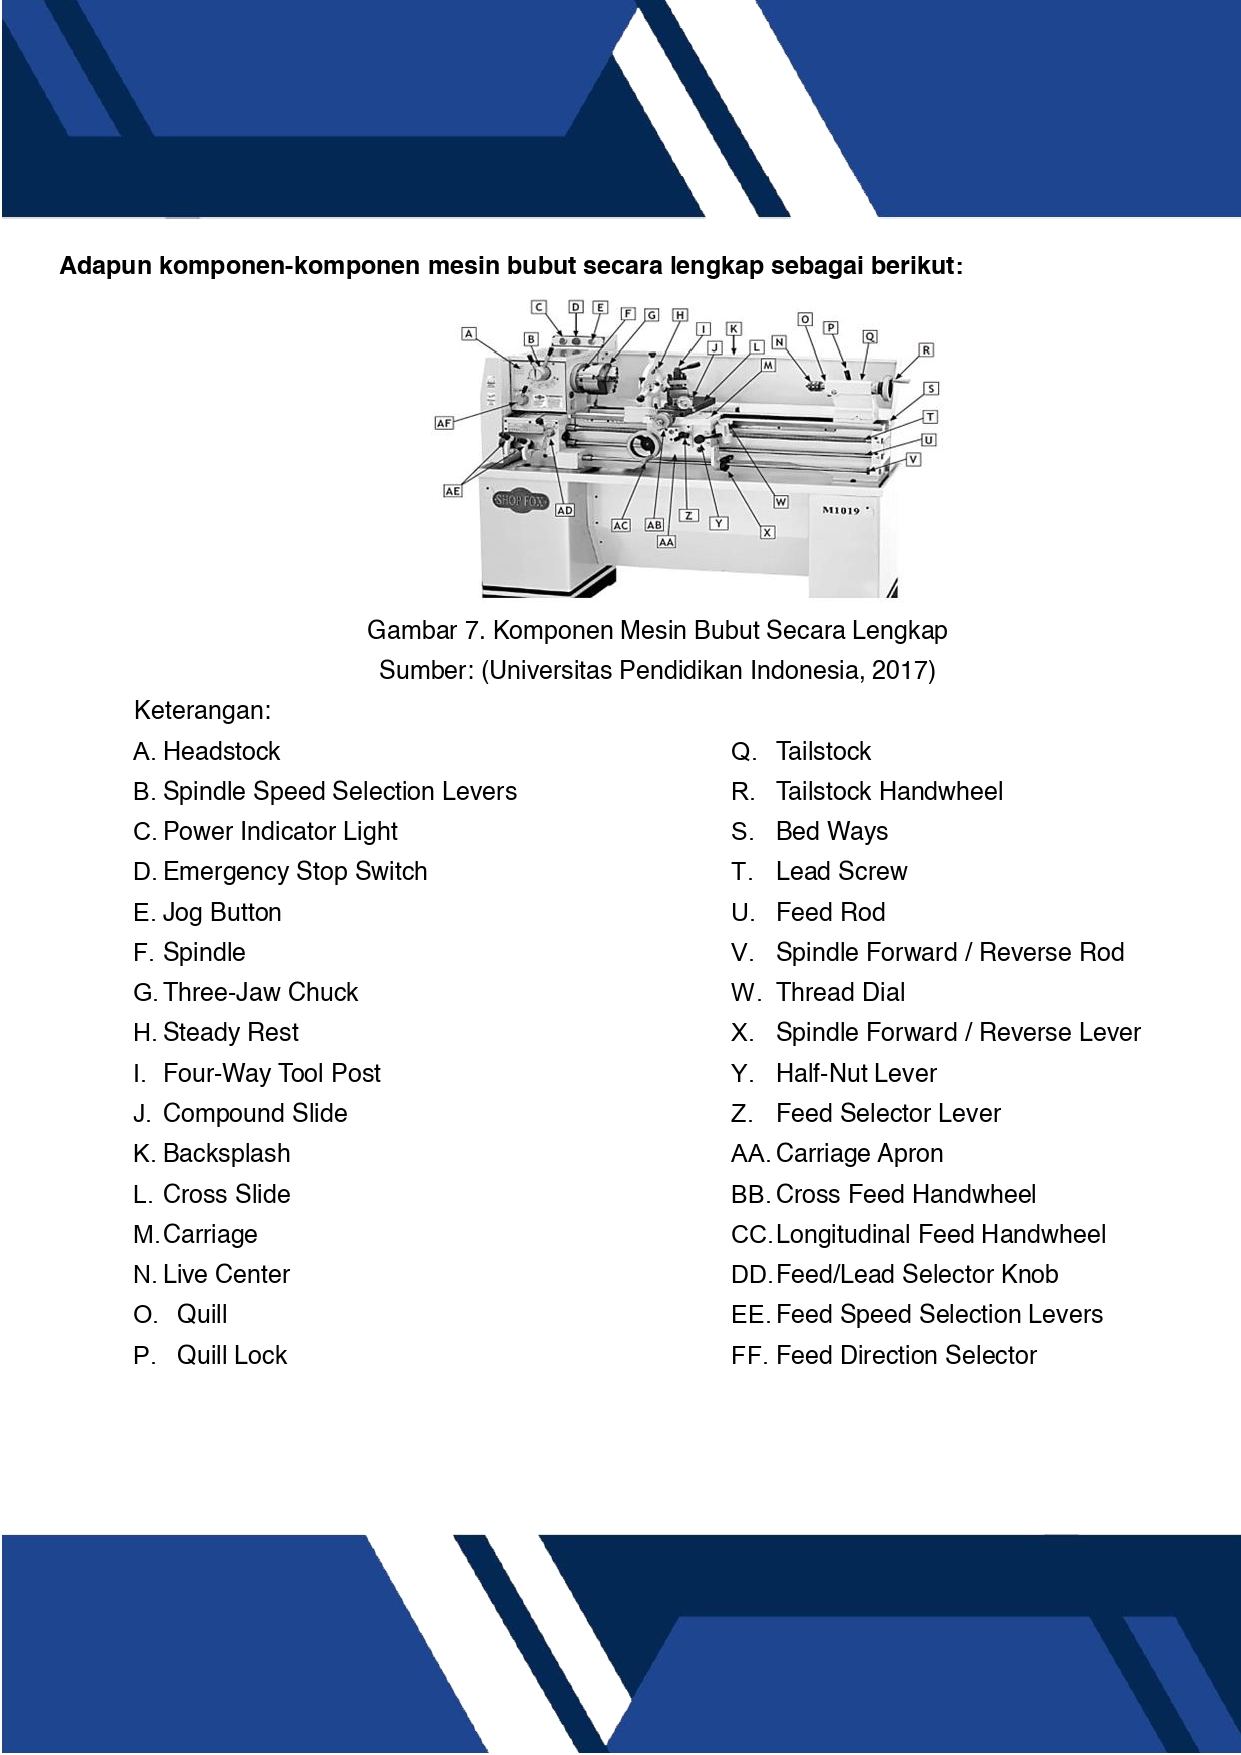 Adapun komponen-komponen mesin bubut secara lengkap sebagai berikut:
C D E F G H I K O P
A B J L N Q R
M
S
AF T
U
V
AE
AD W
AC AB Z Y X
AA
SHOP FOX
M1019
Gambar 7. Komponen Mesin Bubut Secara Lengkap
Sumber: (Universitas Pendidikan Indonesia, 2017)
Keterangan:
A. Headstock
B. Spindle Speed Selection Levers
C. Power Indicator Light
D. Emergency Stop Switch
E. Jog Button
F. Spindle
G. Three-Jaw Chuck
H. Steady Rest
I. Four-Way Tool Post
J. Compound Slide
K. Backsplash
L. Cross Slide
M. Carriage
N. Live Center
O. Quill
P. Quill Lock
Q. Tailstock
R. Tailstock Handwheel
S. Bed Ways
T. Lead Screw
U. Feed Rod
V. Spindle Forward / Reverse Rod
W. Thread Dial
X. Spindle Forward / Reverse Lever
Y. Half-Nut Lever
Z. Feed Selector Lever
AA. Carriage Apron
BB. Cross Feed Handwheel
CC. Longitudinal Feed Handwheel
DD. Feed/Lead Selector Knob
EE. Feed Speed Selection Levers
FF. Feed Direction Selector